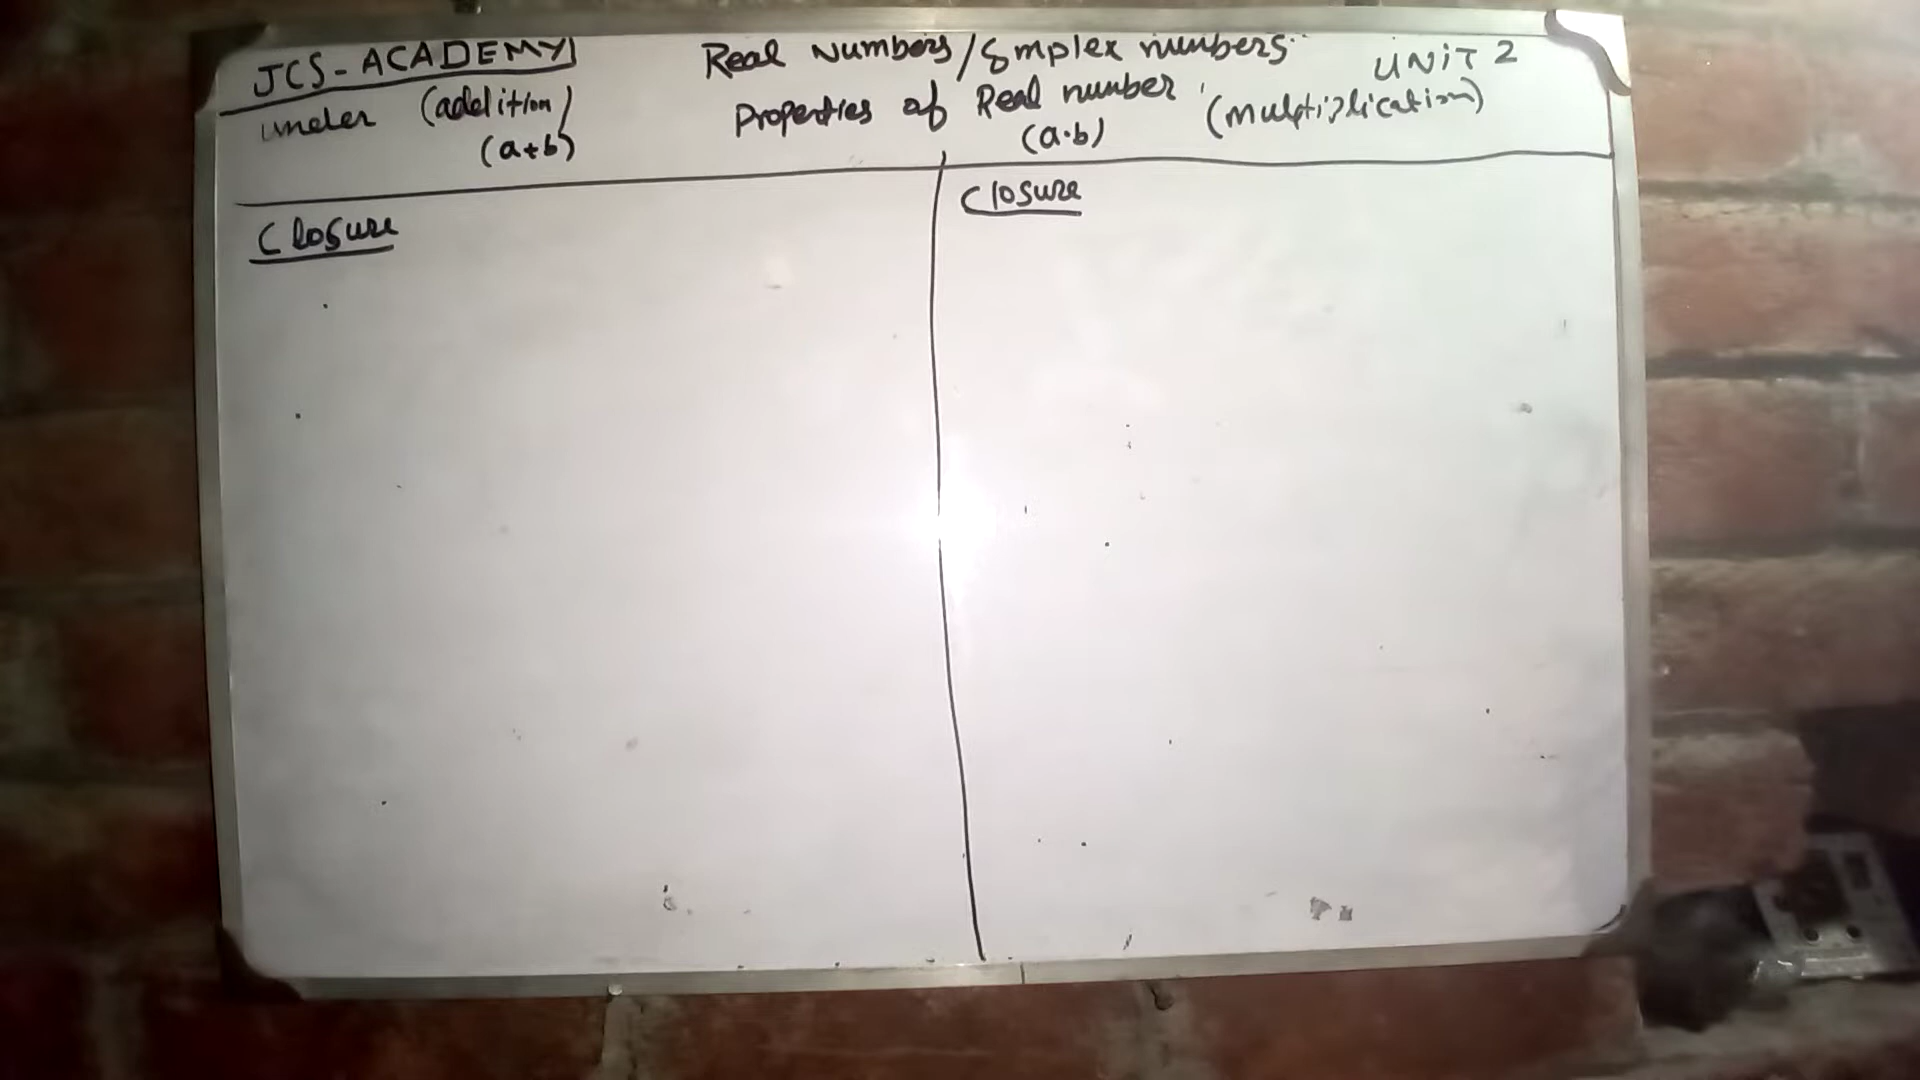 JCS-ACADEMY
Real Numbers/Complex numbers
UNIT 2
under (addition)
Properties of Real number
(multiplication)
(a+b)
(a·b)
Closure
Closure